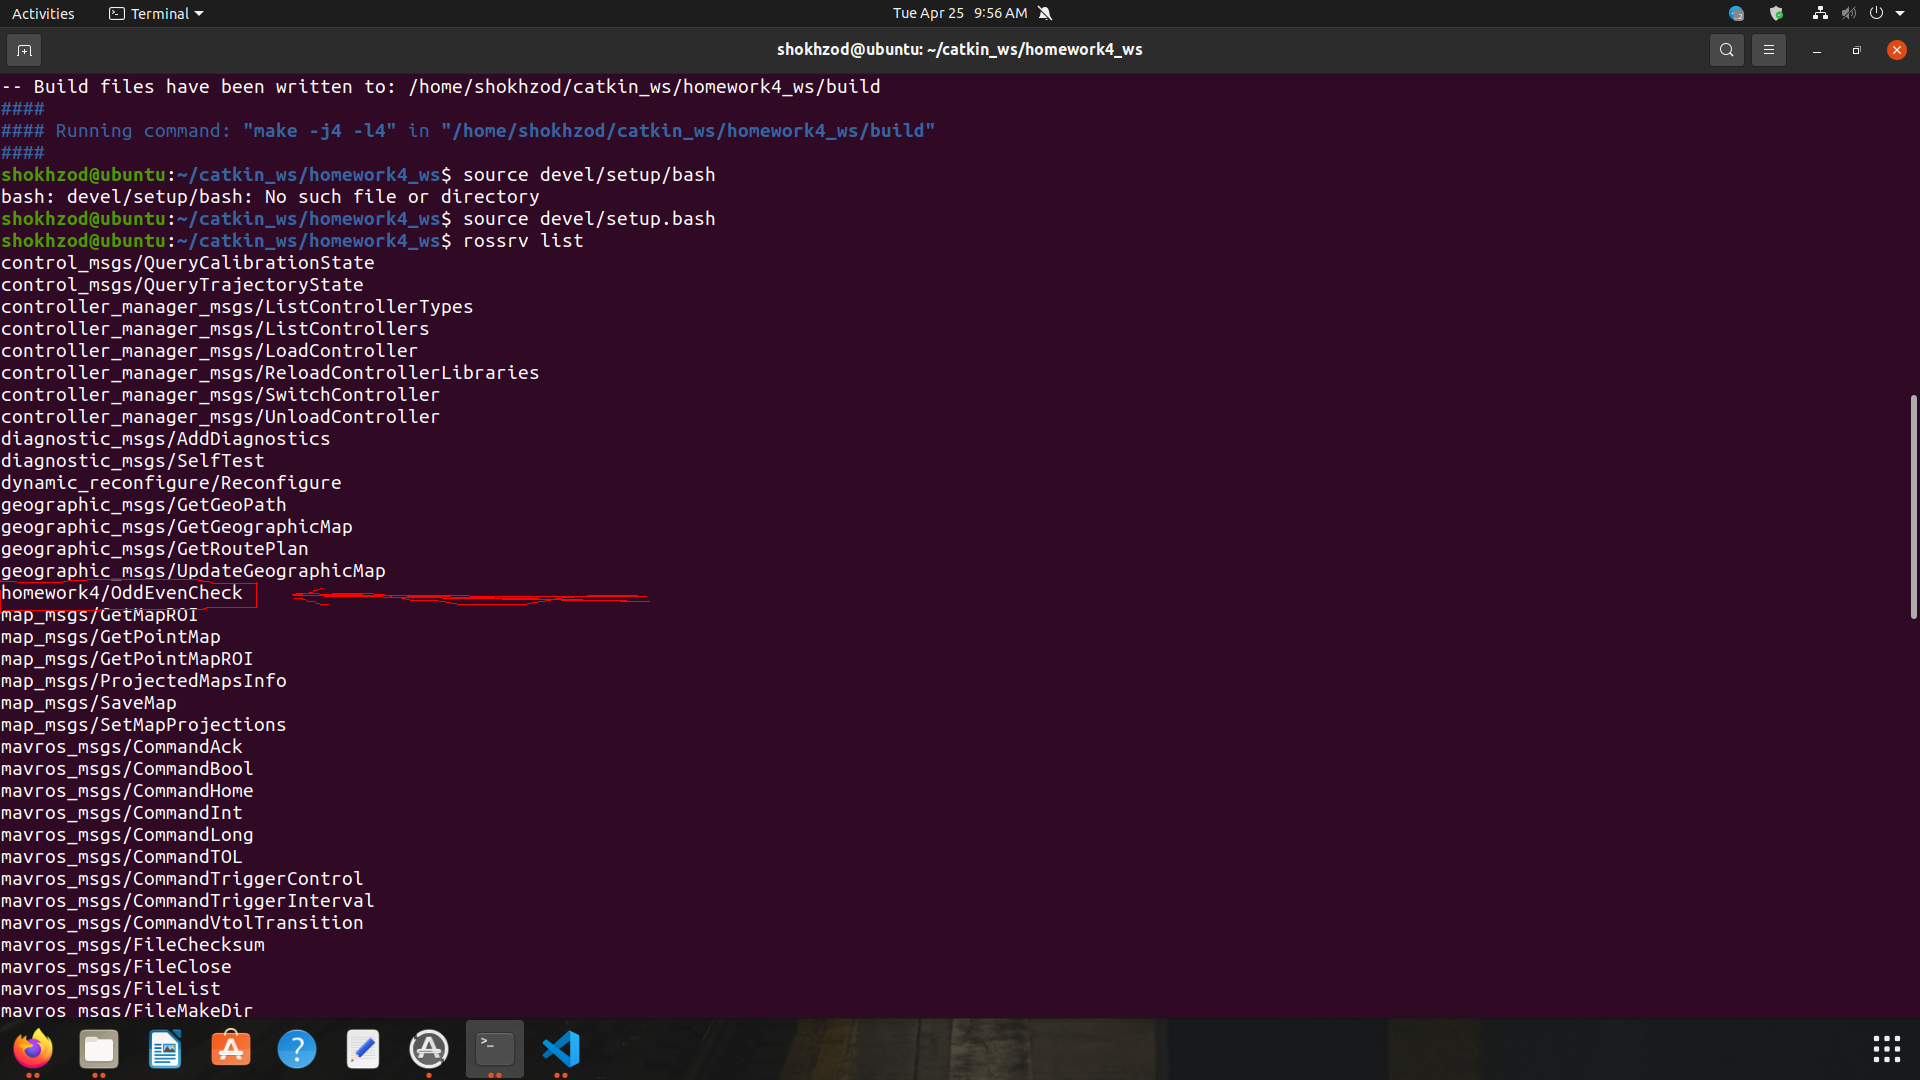 Activities
Terminal
Tue Apr 25 9:56 AM
shokhzod@ubuntu: ~/catkin_ws/homework4_ws
-- Build files have been written to: /home/shokhzod/catkin_ws/homework4_ws/build
####
#### Running command: "make -j4 -l4" in "/home/shokhzod/catkin_ws/homework4_ws/build"
####
shokhzod@ubuntu:~/catkin_ws/homework4_ws$ source devel/setup/bash
bash: devel/setup/bash: No such file or directory
shokhzod@ubuntu:~/catkin_ws/homework4_ws$ source devel/setup.bash
shokhzod@ubuntu:~/catkin_ws/homework4_ws$ rossrv list
control_msgs/QueryCalibrationState
control_msgs/QueryTrajectoryState
controller_manager_msgs/ListControllerTypes
controller_manager_msgs/ListControllers
controller_manager_msgs/LoadController
controller_manager_msgs/ReloadControllerLibraries
controller_manager_msgs/SwitchController
controller_manager_msgs/UnloadController
diagnostic_msgs/AddDiagnostics
diagnostic_msgs/SelfTest
dynamic_reconfigure/Reconfigure
geographic_msgs/GetGeoPath
geographic_msgs/GetGeographicMap
geographic_msgs/GetRoutePlan
geographic_msgs/UpdateGeographicMap
homework4/OddEvenCheck
map_msgs/GetMapROI
map_msgs/GetPointMap
map_msgs/GetPointMapROI
map_msgs/ProjectedMapsInfo
map_msgs/SaveMap
map_msgs/SetMapProjections
mavros_msgs/CommandAck
mavros_msgs/CommandBool
mavros_msgs/CommandHome
mavros_msgs/CommandInt
mavros_msgs/CommandLong
mavros_msgs/CommandTOL
mavros_msgs/CommandTriggerControl
mavros_msgs/CommandTriggerInterval
mavros_msgs/CommandVtolTransition
mavros_msgs/FileChecksum
mavros_msgs/FileClose
mavros_msgs/FileList
mavros_msgs/FileMakeDir